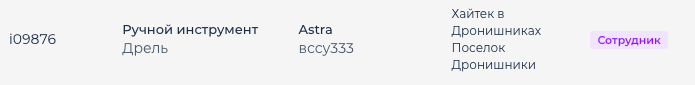 i09876
Ручной инструмент
Дрель
Astra
вссу333
Хайтек в
Дронишниках
Поселок
Дронишники
Сотрудник